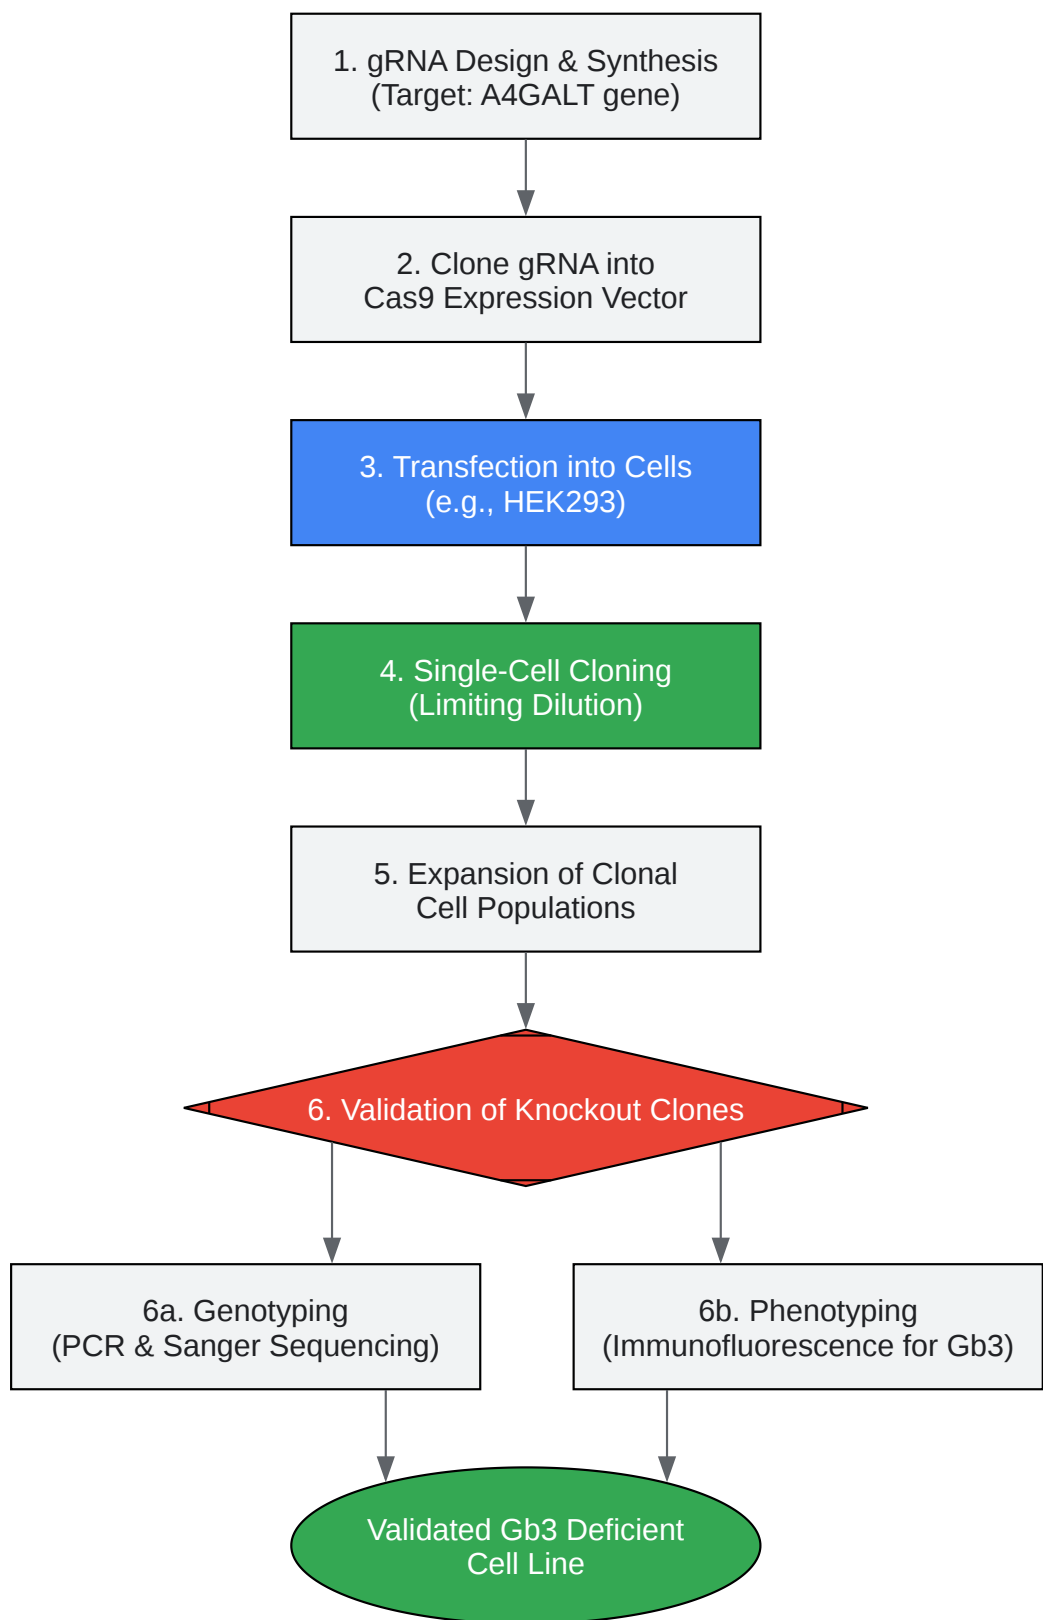 1. gRNA Design & Synthesis
(Target: A4GALT gene)
2. Clone gRNA into
Cas9 Expression Vector
3. Transfection into Cells
(e.g., HEK293)
4. Single-Cell Cloning
(Limiting Dilution)
5. Expansion of Clonal
Cell Populations
6. Validation of Knockout Clones
6a. Genotyping
(PCR & Sanger Sequencing)
6b. Phenotyping
(Immunofluorescence for Gb3)
Validated Gb3 Deficient
Cell Line